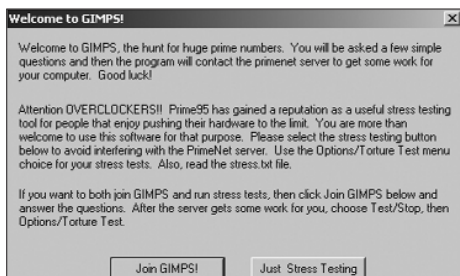 Welcome to GIMPS!
Welcome to GIMPS, the hunt for huge prime numbers. You will be asked a few simple
questions and then the program will contact the primenet server to get some work for
your computer. Good luck!
Attention OVERCLOCKERS!! Prime95 has gained a reputation as a useful stress testing
tool for people that enjoy pushing their hardware to the limit. You are more than
welcome to use this software for that purpose. Please select the stress testing button
below to avoid interfering with the PrimeNet server. Use the Options/Torture Test menu
choice for your stress tests. Also, read the stress.txt file.
If you want to both join GIMPS and run stress tests, then click Join GIMPS below and
answer the questions. After the server gets some work for you, choose Test/Stop, then
Options/Torture Test.
Join GIMPS! Just Stress Testing